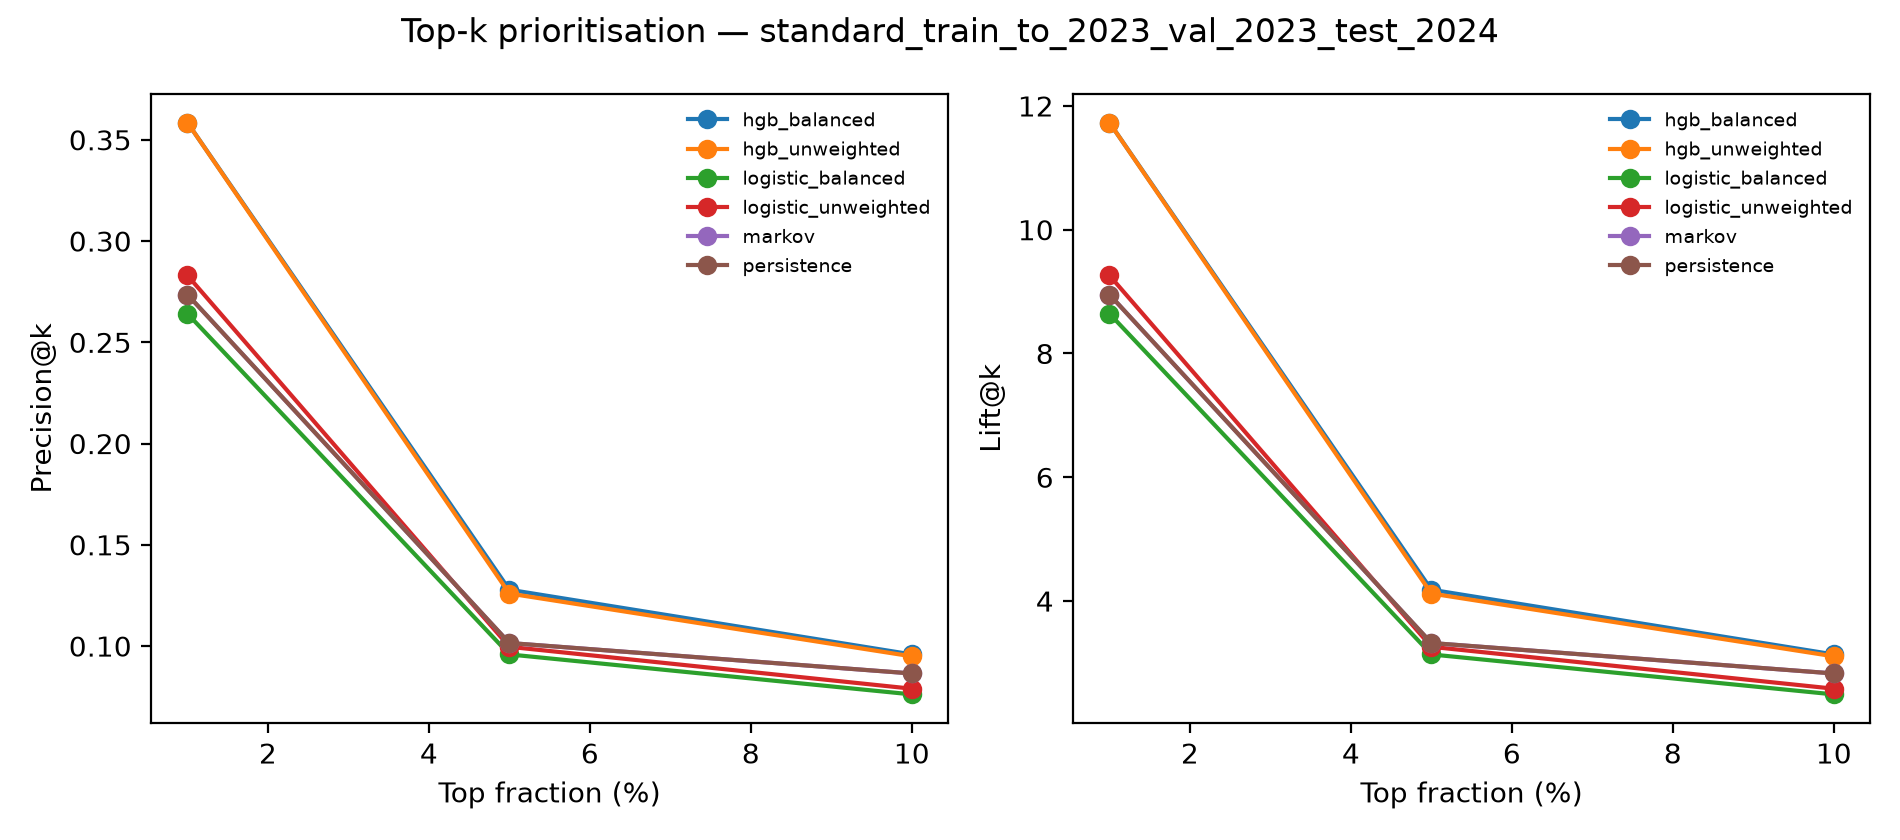 Top-k prioritisation — standard_train_to_2023_val_2023_test_2024
Precision@k
0.35
0.30
0.25
0.20
0.15
0.10
2
4
6
8
10
Top fraction (%)
hgb_balanced
hgb_unweighted
logistic_balanced
logistic_unweighted
markov
persistence
Lift@k
12
10
8
6
4
2
4
6
8
10
Top fraction (%)
hgb_balanced
hgb_unweighted
logistic_balanced
logistic_unweighted
markov
persistence